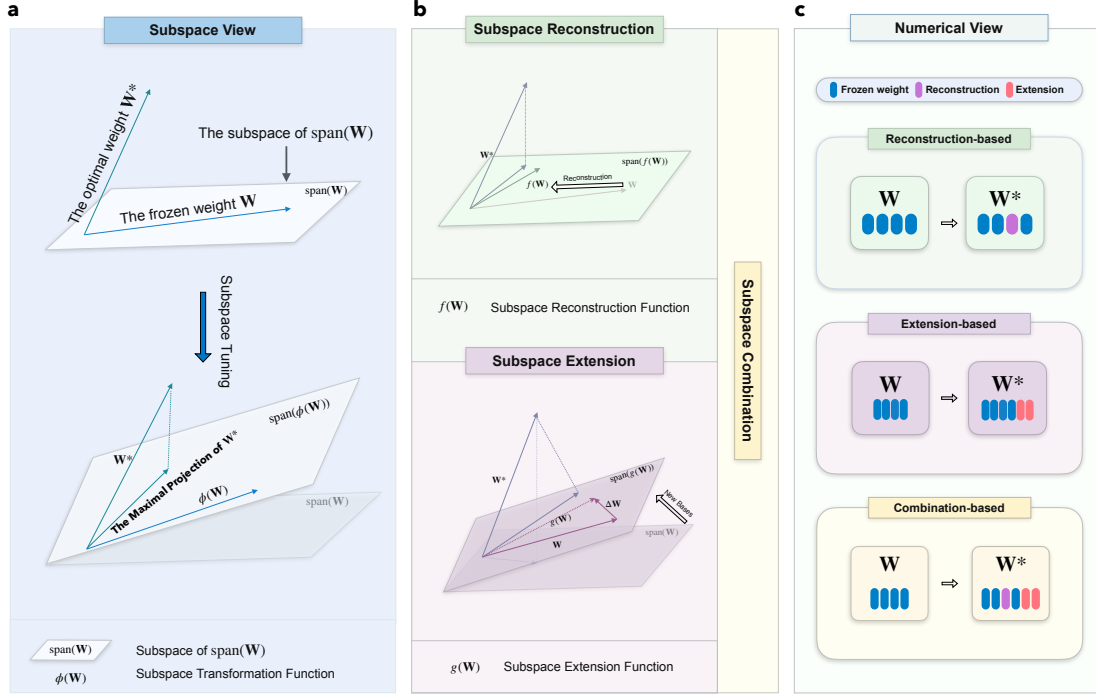 a
Subspace View
The optimal weight W*
The subspace of span(W)
span(W)
The frozen weight W
Subspace Tuning
span(ϕ(W))
W*
The Maximal Projection of W*
ϕ(W)
span(W)
span(W) Subspace of span(W)
ϕ(W) Subspace Transformation Function
b
Subspace Reconstruction
W*
span(f(W))
Reconstruction
f(W)
W
f(W) Subspace Reconstruction Function
Subspace Extension
W*
span(g(W))
ΔW
New Bases
g(W)
W
span(W)
g(W) Subspace Extension Function
Subspace Combination
c
Numerical View
Frozen weight Reconstruction Extension
Reconstruction-based
W ⇨ W*
Extension-based
W ⇨ W*
Combination-based
W ⇨ W*